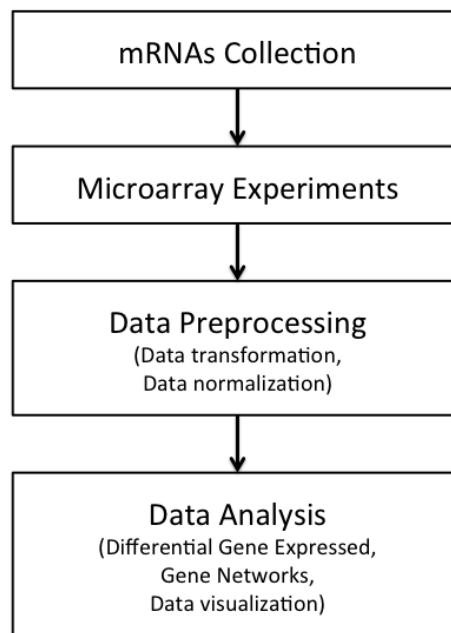 mRNAs Collection
Microarray Experiments
Data Preprocessing
(Data transformation,
Data normalization)
Data Analysis
(Differential Gene Expressed,
Gene Networks,
Data visualization)